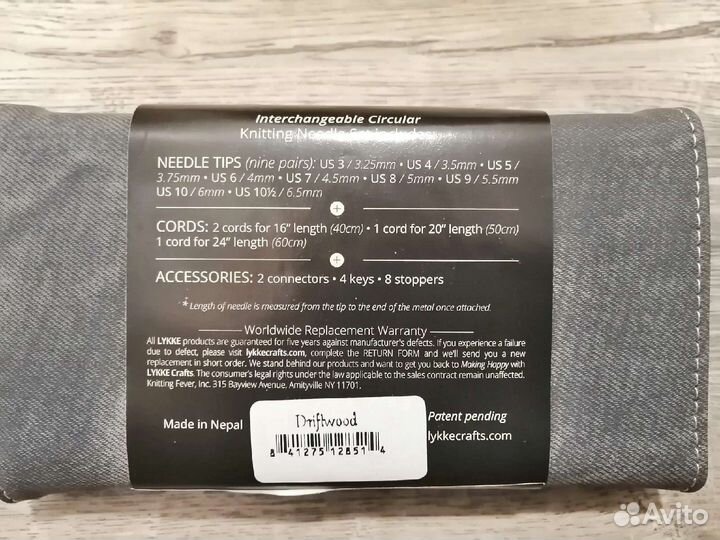 Interchangeable Circular
Knitting Needle Set includes:
NEEDLE TIPS (nine pairs): US 3 / 3.25mm • US 4 / 3.5mm • US 5 /
3.75mm • US 6 / 4mm • US 7 / 4.5mm • US 8 / 5mm • US 9 / 5.5mm
US 10 / 6mm • US 10½ / 6.5mm
CORDS: 2 cords for 16" length (40cm) • 1 cord for 20" length (50cm)
1 cord for 24" length (60cm)
ACCESSORIES: 2 connectors • 4 keys • 8 stoppers
* Length of needle is measured from the tip to the end of the metal once attached.
Worldwide Replacement Warranty
All LYKKE products are guaranteed for five years against manufacturer's defects. If you experience a failure
due to defect, please visit lykkecrafts.com, complete the RETURN FORM and we'll send you a new
replacement in short order. We stand behind our products and want to get you back to Making Happy with
LYKKE Crafts. The consumer's legal rights under the law applicable to the sales contract remain unaffected.
Knitting Fever, Inc. 315 Bayview Avenue, Amityville NY 11701.
Made in Nepal
Driftwood
8 41275 12851 4
Patent pending
lykkecrafts.com
Avito